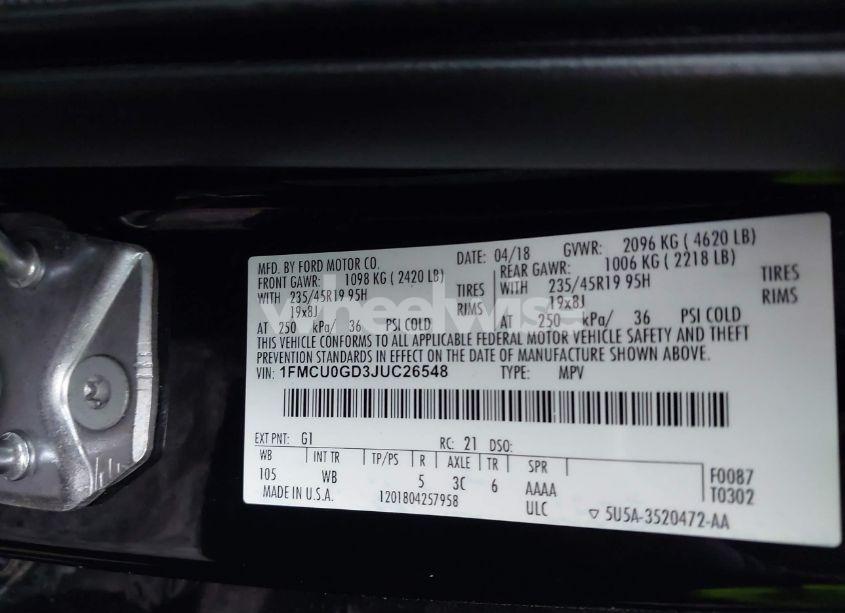 MFD. BY FORD MOTOR CO.
DATE: 04/18 GVWR: 2096 KG ( 4620 LB)
FRONT GAWR: 1098 KG ( 2420 LB)
REAR GAWR: 1006 KG ( 2218 LB)
WITH 235/45R19 95H TIRES
WITH 235/45R19 95H TIRES
19x8J RIMS
19x8J RIMS
AT 250 kPa/ 36 PSI COLD
AT 250 kPa/ 36 PSI COLD
THIS VEHICLE CONFORMS TO ALL APPLICABLE FEDERAL MOTOR VEHICLE SAFETY AND THEFT
PREVENTION STANDARDS IN EFFECT ON THE DATE OF MANUFACTURE SHOWN ABOVE.
VIN: 1FMCU0GD3JUC26548 TYPE: MPV
EXT PNT: G1 RC: 21 DSO:
WB INT TR TP/PS R AXLE TR SPR
105 WB 5 3C 6 AAAA
ULC
F0087
T0302
MADE IN U.S.A. 1201804257958
▽ 5U5A-3520472-AA
wheelwise